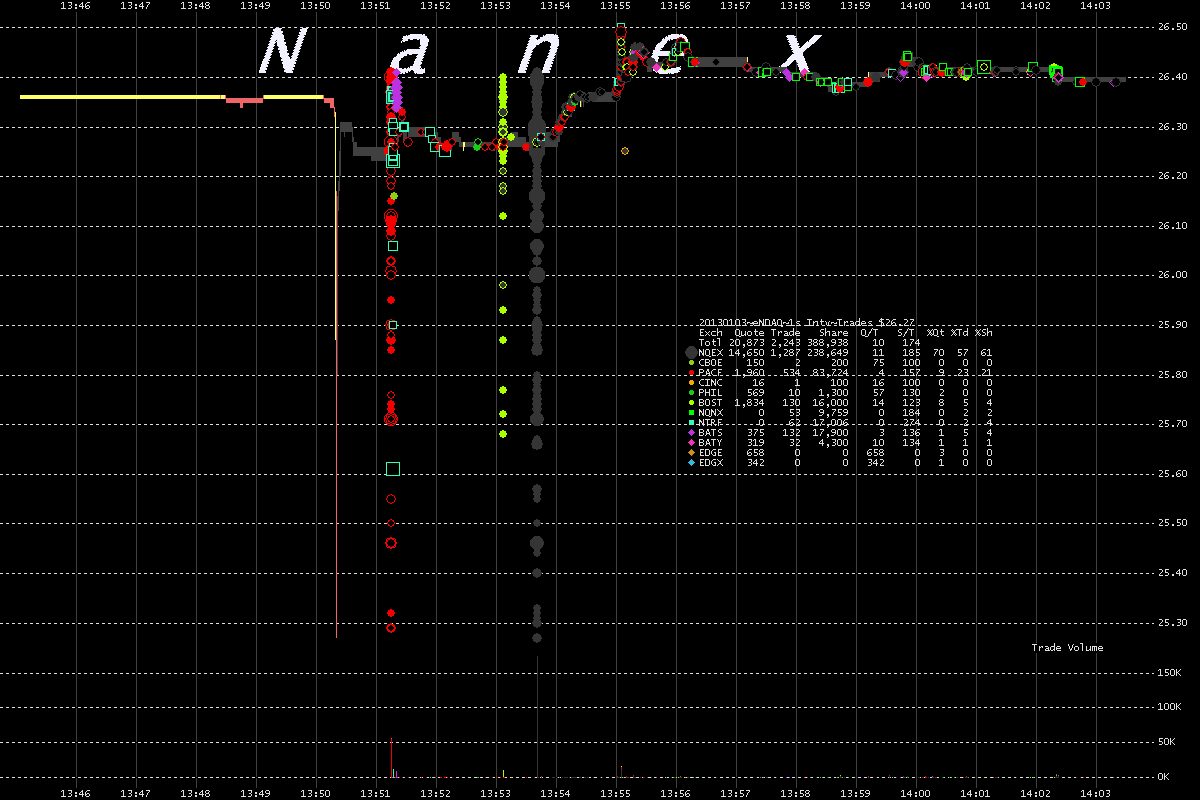 13:46 13:47 13:48 13:49 13:50 13:51 13:52 13:53 13:54 13:55 13:56 13:57 13:58 13:59 14:00 14:01 14:02 14:03
26.50
Nanex
26.40
26.30
26.20
26.10
26.00
25.90
20130103~eNDAQ~1s Intv~Trades $26.27
Exch Quote Trade Share Q/T S/T %Qt %Td %Sh
Totl 20,873 2,243 388,938 10 174
NQEX 14,650 1,287 238,649 11 185 70 57 61
CBOE 150 2 200 75 100 0 0 0
PACF 1,960 534 83,724 4 157 9 23 21
CINC 16 1 100 16 100 0 0 0
PHIL 569 10 1,300 57 130 2 0 0
BOST 1,834 130 16,000 14 123 8 5 4
NQNX 0 53 9,759 0 184 0 2 2
NTRF 0 62 17,006 0 274 0 2 4
BATS 375 132 17,900 3 136 1 5 4
BATY 319 32 4,300 10 134 1 1 1
EDGE 658 0 0 658 0 3 0 0
EDGX 342 0 0 342 0 1 0 0
25.80
25.70
25.60
25.50
25.40
25.30
Trade Volume
150K
100K
50K
0K
13:46 13:47 13:48 13:49 13:50 13:51 13:52 13:53 13:54 13:55 13:56 13:57 13:58 13:59 14:00 14:01 14:02 14:03